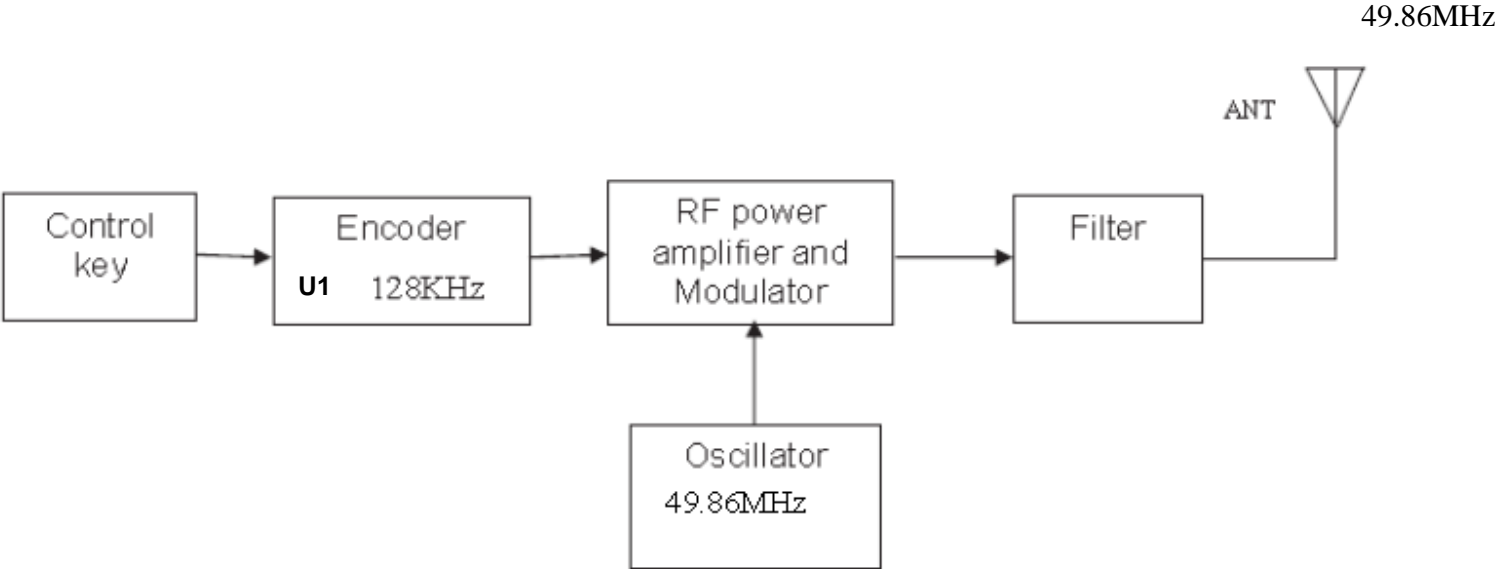 49.86MHz
ANT
Control
key
Encoder
U1 128KHz
RF power
amplifier and
Modulator
Filter
Oscillator
49.86MHz